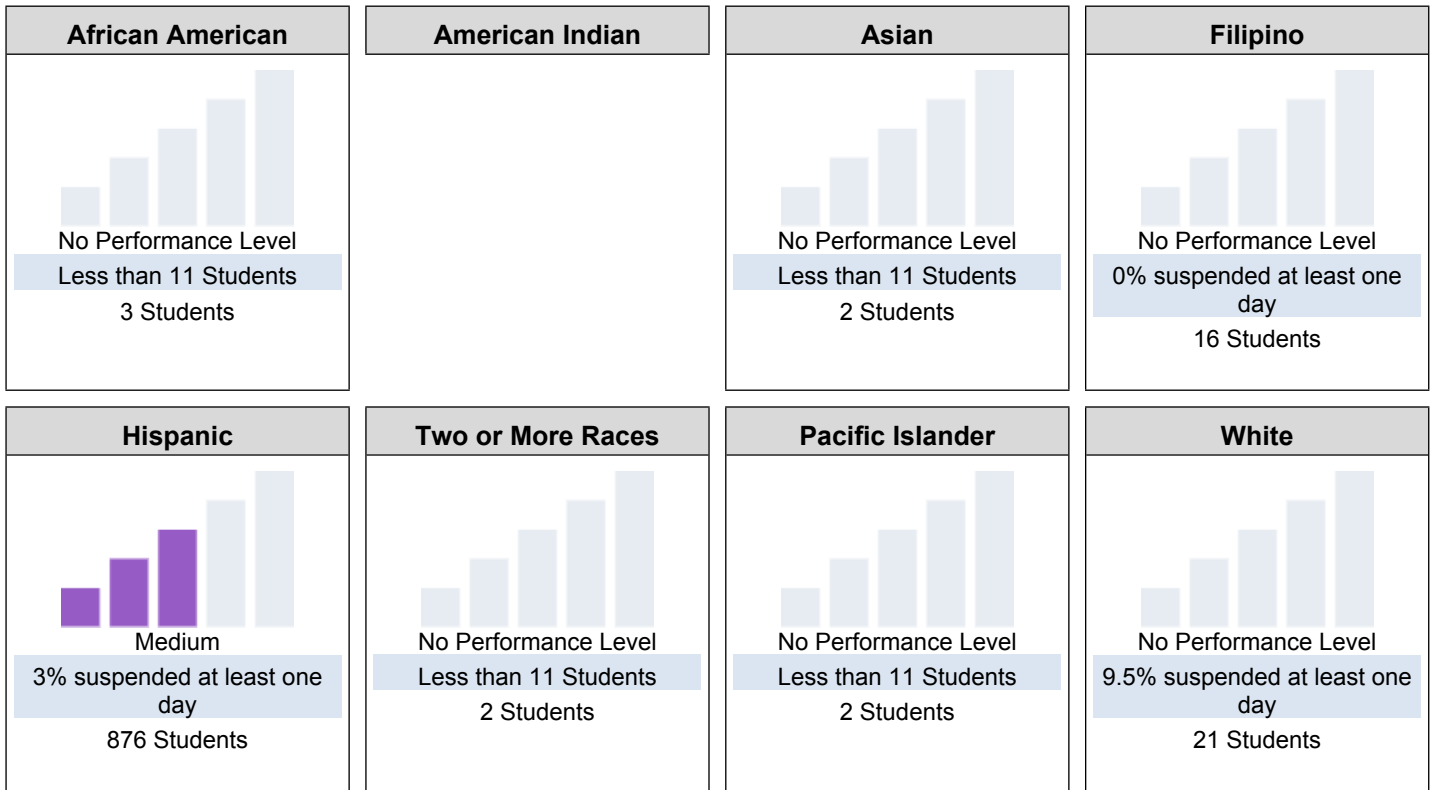 African American
American Indian
Asian
Filipino
No Performance Level
Less than 11 Students
3 Students
No Performance Level
Less than 11 Students
2 Students
No Performance Level
0% suspended at least one
day
16 Students
Hispanic
Two or More Races
Pacific Islander
White
Medium
3% suspended at least one
day
876 Students
No Performance Level
Less than 11 Students
2 Students
No Performance Level
Less than 11 Students
2 Students
No Performance Level
9.5% suspended at least one
day
21 Students